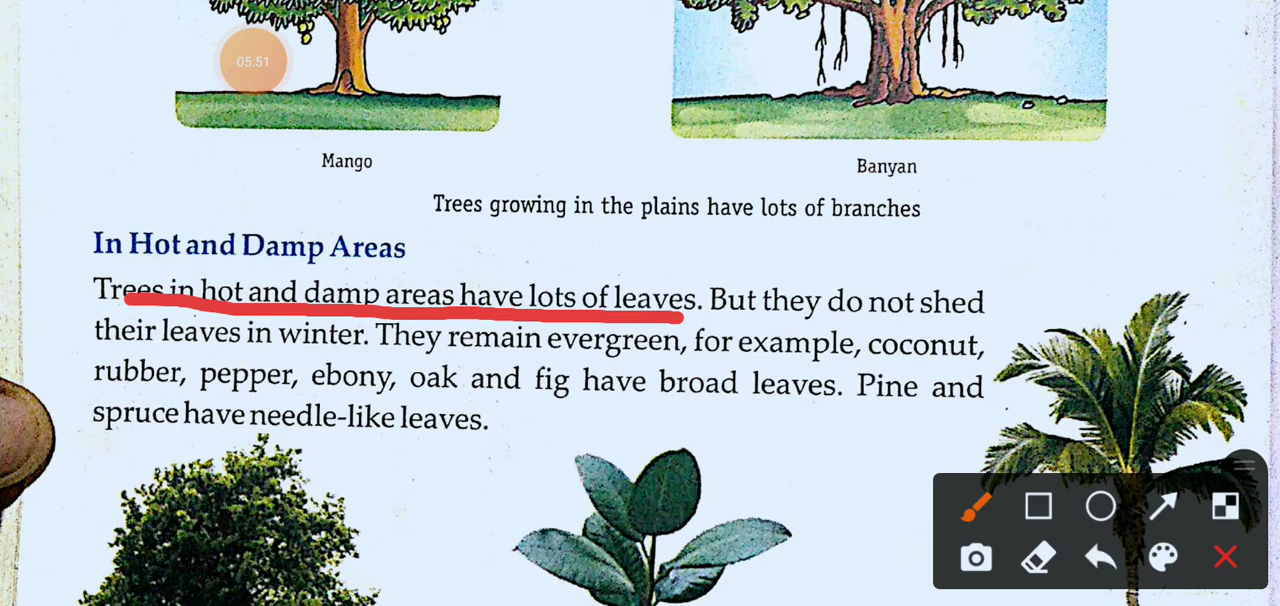 05:51
Mango
Banyan
Trees growing in the plains have lots of branches
In Hot and Damp Areas
Trees in hot and damp areas have lots of leaves. But they do not shed
their leaves in winter. They remain evergreen, for example, coconut,
rubber, pepper, ebony, oak and fig have broad leaves. Pine and
spruce have needle-like leaves.